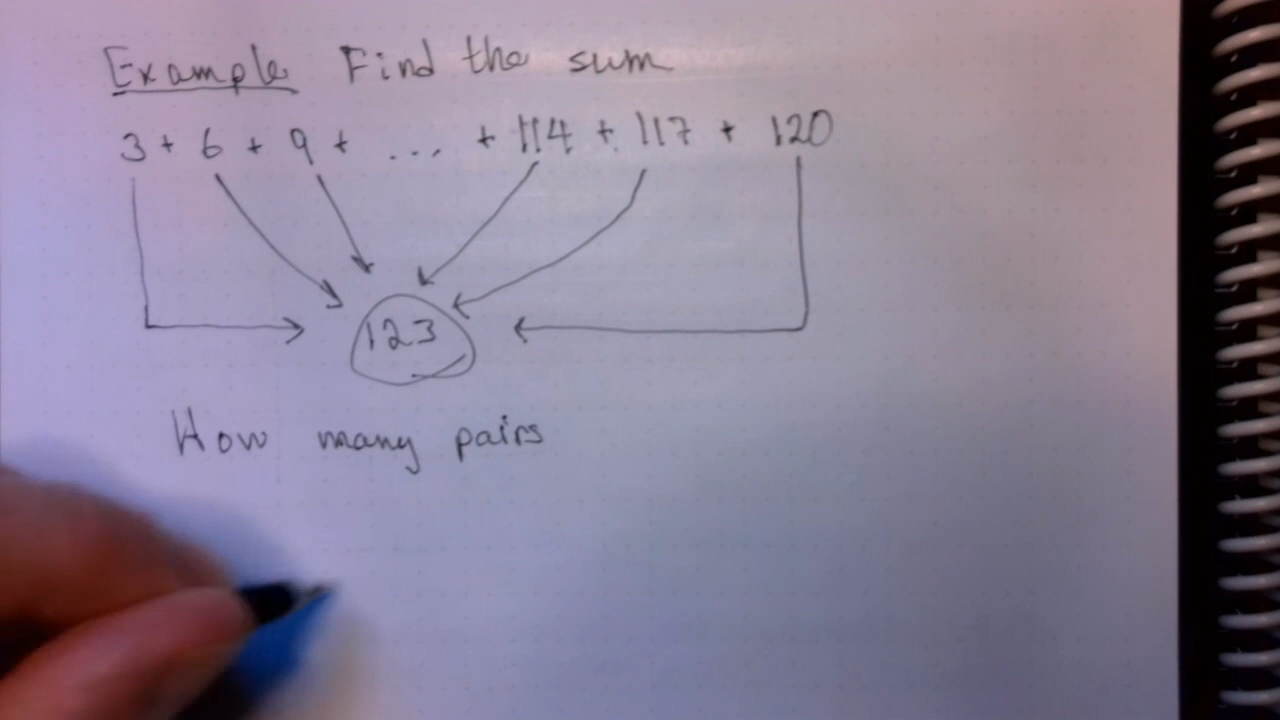 Example Find the sum
3 + 6 + 9 + ... + 114 + 117 + 120
123
How many pairs